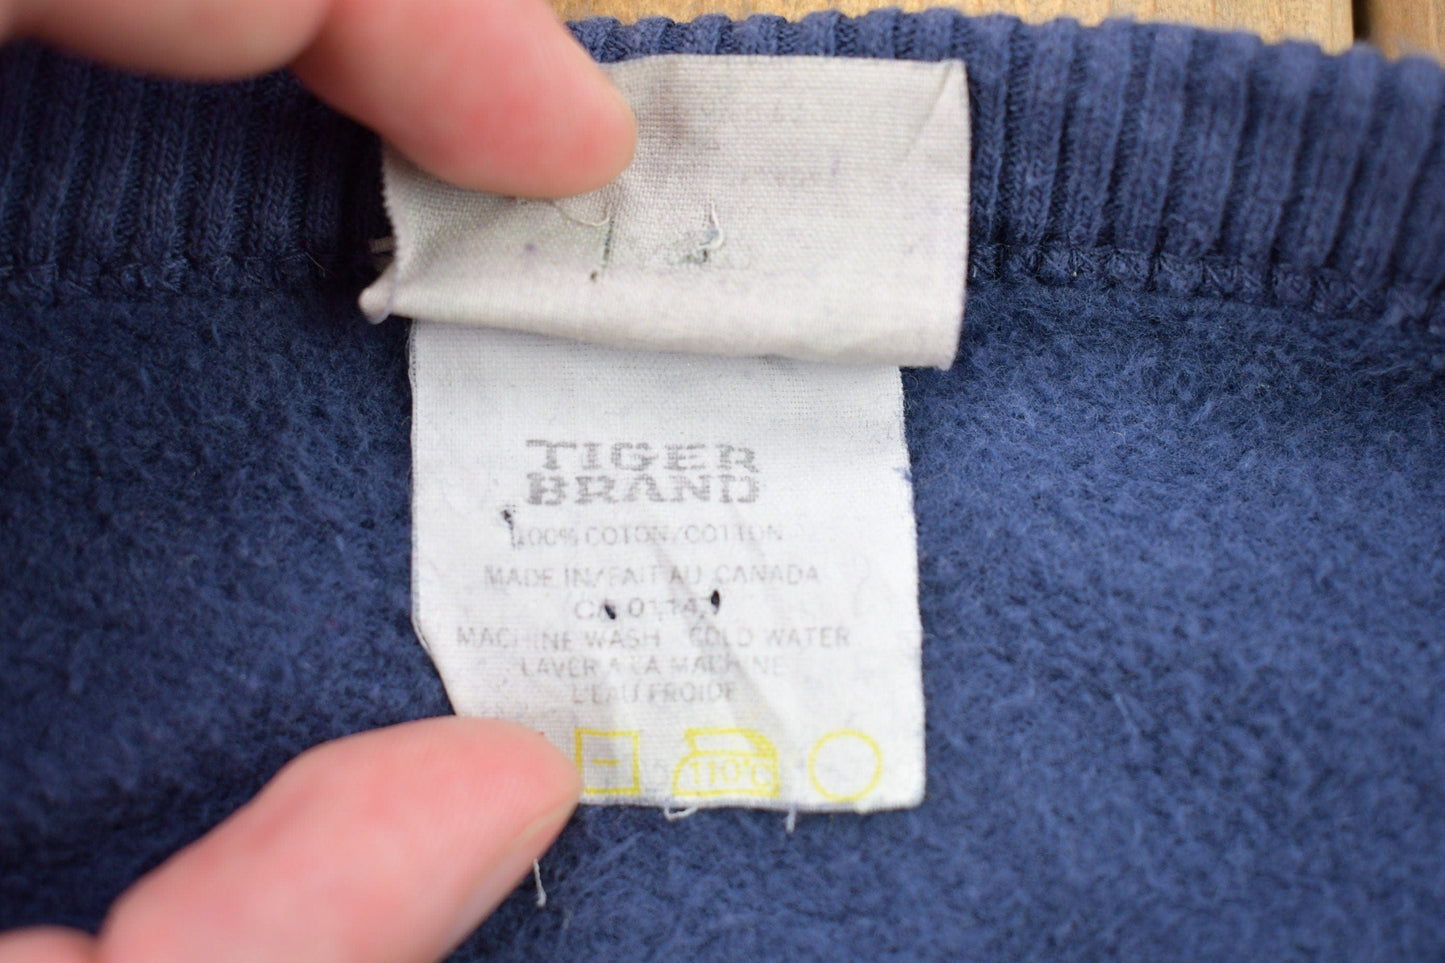 TIGER
BRAND
100% COTON/COTTON
MADE IN/FAIT AU CANADA
CA 01147
MACHINE WASH COLD WATER
LAVER A LA MACHINE
L'EAU FROIDE
110°C